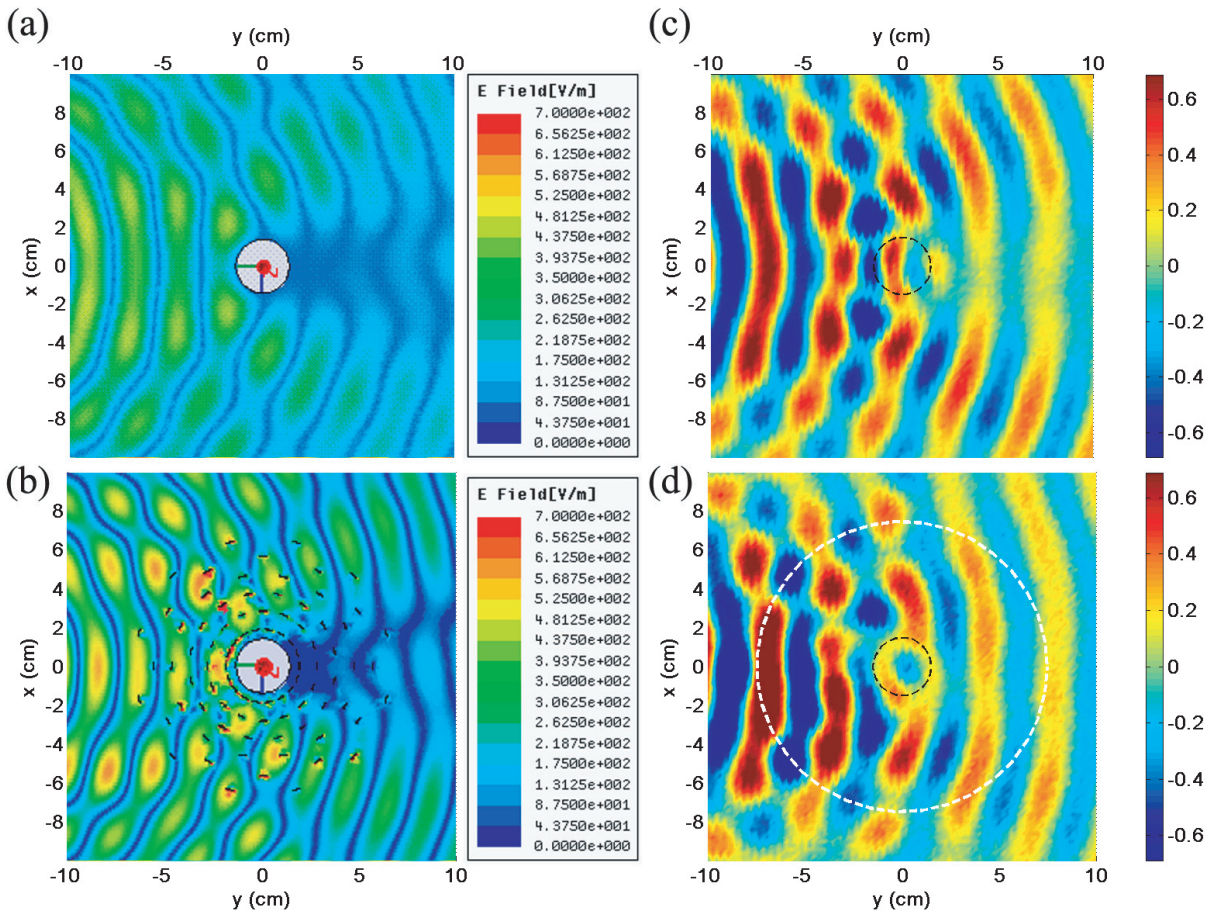 (a)
y (cm)
-10 -5 0 5 10
x (cm)
8
6
4
2
0
-2
-4
-6
-8
E Field[V/m]
7.0000e+002
6.5625e+002
6.1250e+002
5.6875e+002
5.2500e+002
4.8125e+002
4.3750e+002
3.9375e+002
3.5000e+002
3.0625e+002
2.6250e+002
2.1875e+002
1.7500e+002
1.3125e+002
8.7500e+001
4.3750e+001
0.0000e+000
(c)
y (cm)
-10 -5 0 5 10
x (cm)
8
6
4
2
0
-2
-4
-6
-8
0.6
0.4
0.2
0
-0.2
-0.4
-0.6
(b)
x (cm)
8
6
4
2
0
-2
-4
-6
-8
-10 -5 0 5 10
y (cm)
E Field[V/m]
7.0000e+002
6.5625e+002
6.1250e+002
5.6875e+002
5.2500e+002
4.8125e+002
4.3750e+002
3.9375e+002
3.5000e+002
3.0625e+002
2.6250e+002
2.1875e+002
1.7500e+002
1.3125e+002
8.7500e+001
4.3750e+001
0.0000e+000
(d)
x (cm)
8
6
4
2
0
-2
-4
-6
-8
-10 -5 0 5 10
y (cm)
0.6
0.4
0.2
0
-0.2
-0.4
-0.6